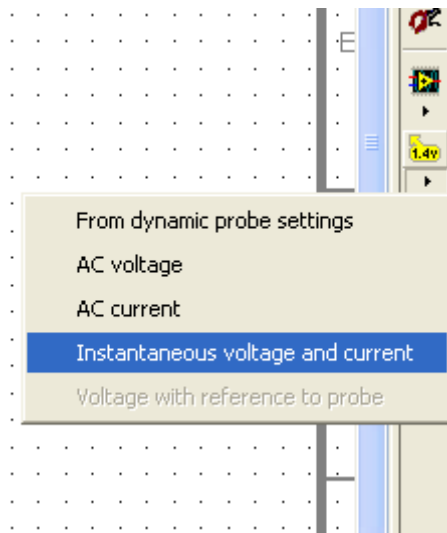 E
1.4v
From dynamic probe settings
AC voltage
AC current
Instantaneous voltage and current
Voltage with reference to probe